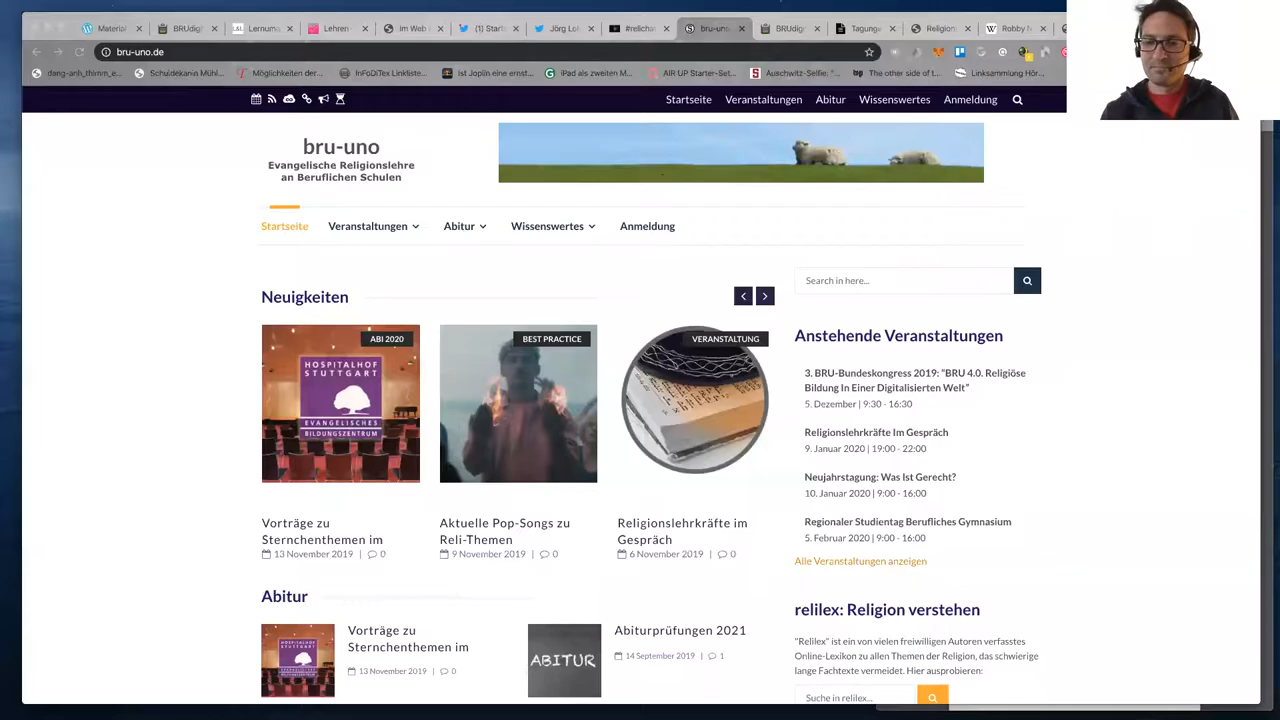 Material
BRUdig
Lernum
Lehren
im Web
(2) Start
Jörg Lo
#relicha
bru-uno
BRUdig
Tagung
Religion
Robby N
bru-uno.de
dang-anh_thmm_e...
Schuldekania Mühl...
Möglichkeiten der...
InFoDiTex Linkliste...
Ist Joplin eine ernst...
iPad als zweiten M...
AIR UP Starter-Set...
Auschwitz-Selfie: "...
The other side of t...
Linksammlung Hör...
Startseite Veranstaltungen Abitur Wissenswertes Anmeldung
bru-uno
Evangelische Religionslehre
an Beruflichen Schulen
Startseite Veranstaltungen Abitur Wissenswertes Anmeldung
Neuigkeiten
ABI 2020
HOSPITALHOF
STUTTGART
EVANGELISCHES
BILDUNGSZENTRUM
Vorträge zu
Sternchenthemen im
13 November 2019 | 0
BEST PRACTICE
Aktuelle Pop-Songs zu
Reli-Themen
9 November 2019 | 0
VERANSTALTUNG
Religionslehrkräfte im
Gespräch
6 November 2019 | 0
Abitur
Vorträge zu
Sternchenthemen im
13 November 2019 | 0
ABITUR
Abiturprüfungen 2021
14 September 2019 | 1
Search in here...
Anstehende Veranstaltungen
3. BRU-Bundeskongress 2019: "BRU 4.0. Religiöse
Bildung In Einer Digitalisierten Welt"
5. Dezember | 9:30 - 16:30
Religionslehrkräfte Im Gespräch
9. Januar 2020 | 19:00 - 22:00
Neujahrstagung: Was Ist Gerecht?
10. Januar 2020 | 9:00 - 16:00
Regionaler Studientag Berufliches Gymnasium
5. Februar 2020 | 9:00 - 16:00
Alle Veranstaltungen anzeigen
relilex: Religion verstehen
"Relilex" ist ein von vielen freiwilligen Autoren verfasstes
Online-Lexikon zu allen Themen der Religion, das schwierige
lange Fachtexte vermeidet. Hier ausprobieren:
Suche in relilex...